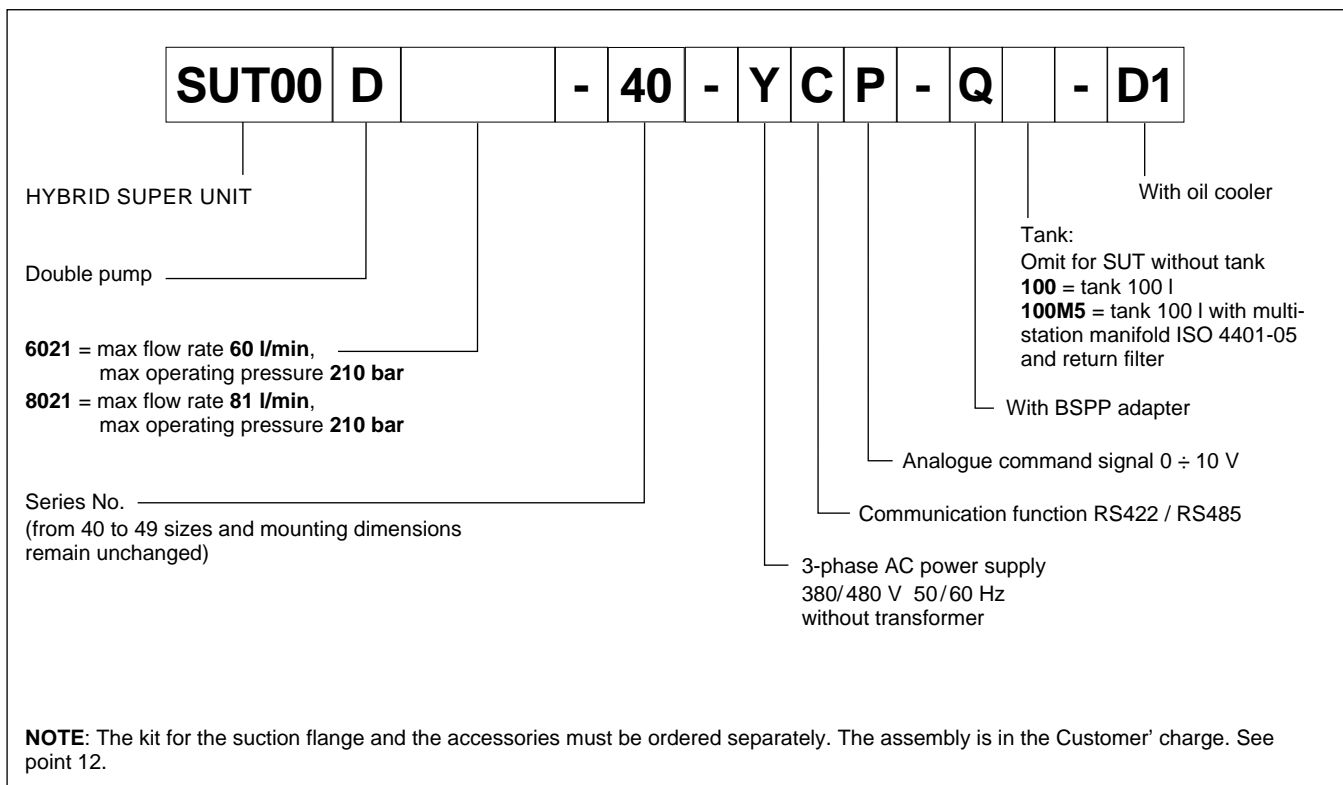 SUT00 D - 40 - Y C P - Q - D1
HYBRID SUPER UNIT
Double pump
6021 = max flow rate 60 l/min,
max operating pressure 210 bar
8021 = max flow rate 81 l/min,
max operating pressure 210 bar
Series No.
(from 40 to 49 sizes and mounting dimensions
remain unchanged)
With oil cooler
Tank:
Omit for SUT without tank
100 = tank 100 l
100M5 = tank 100 l with multi-
station manifold ISO 4401-05
and return filter
With BSPP adapter
Analogue command signal 0 ÷ 10 V
Communication function RS422 / RS485
3-phase AC power supply
380/480 V 50/60 Hz
without transformer
NOTE: The kit for the suction flange and the accessories must be ordered separately. The assembly is in the Customer' charge. See
point 12.